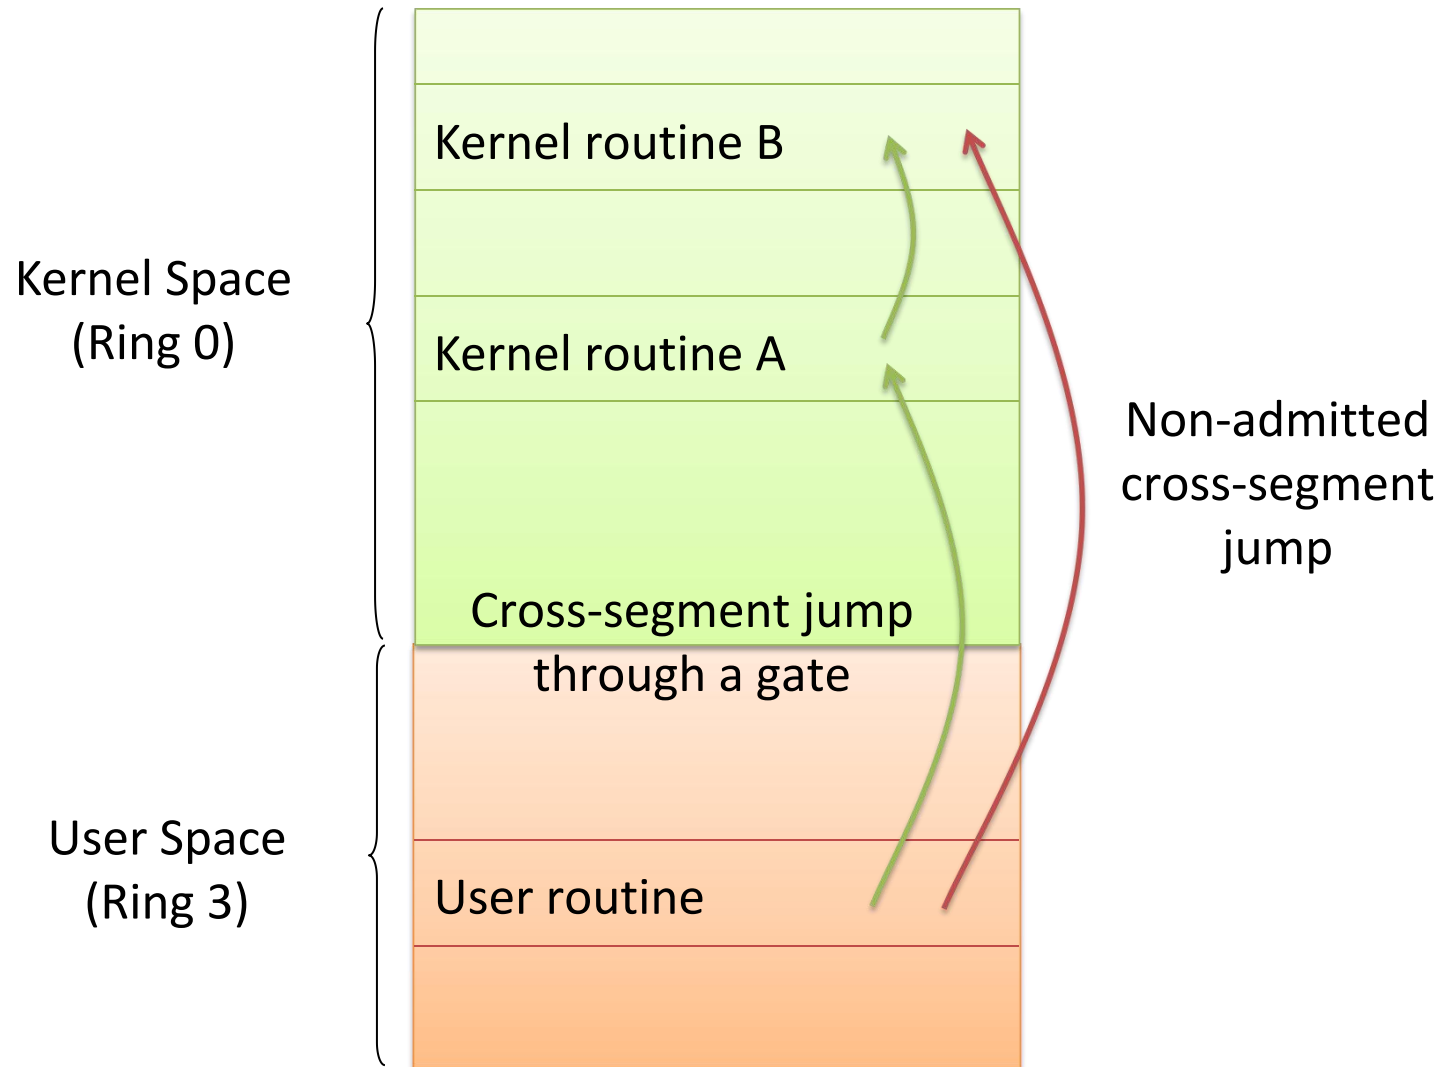 Kernel routine B
Kernel Space
(Ring 0)
Kernel routine A
Non-admitted
cross-segment
jump
Cross-segment jump
through a gate
User Space
(Ring 3)
User routine